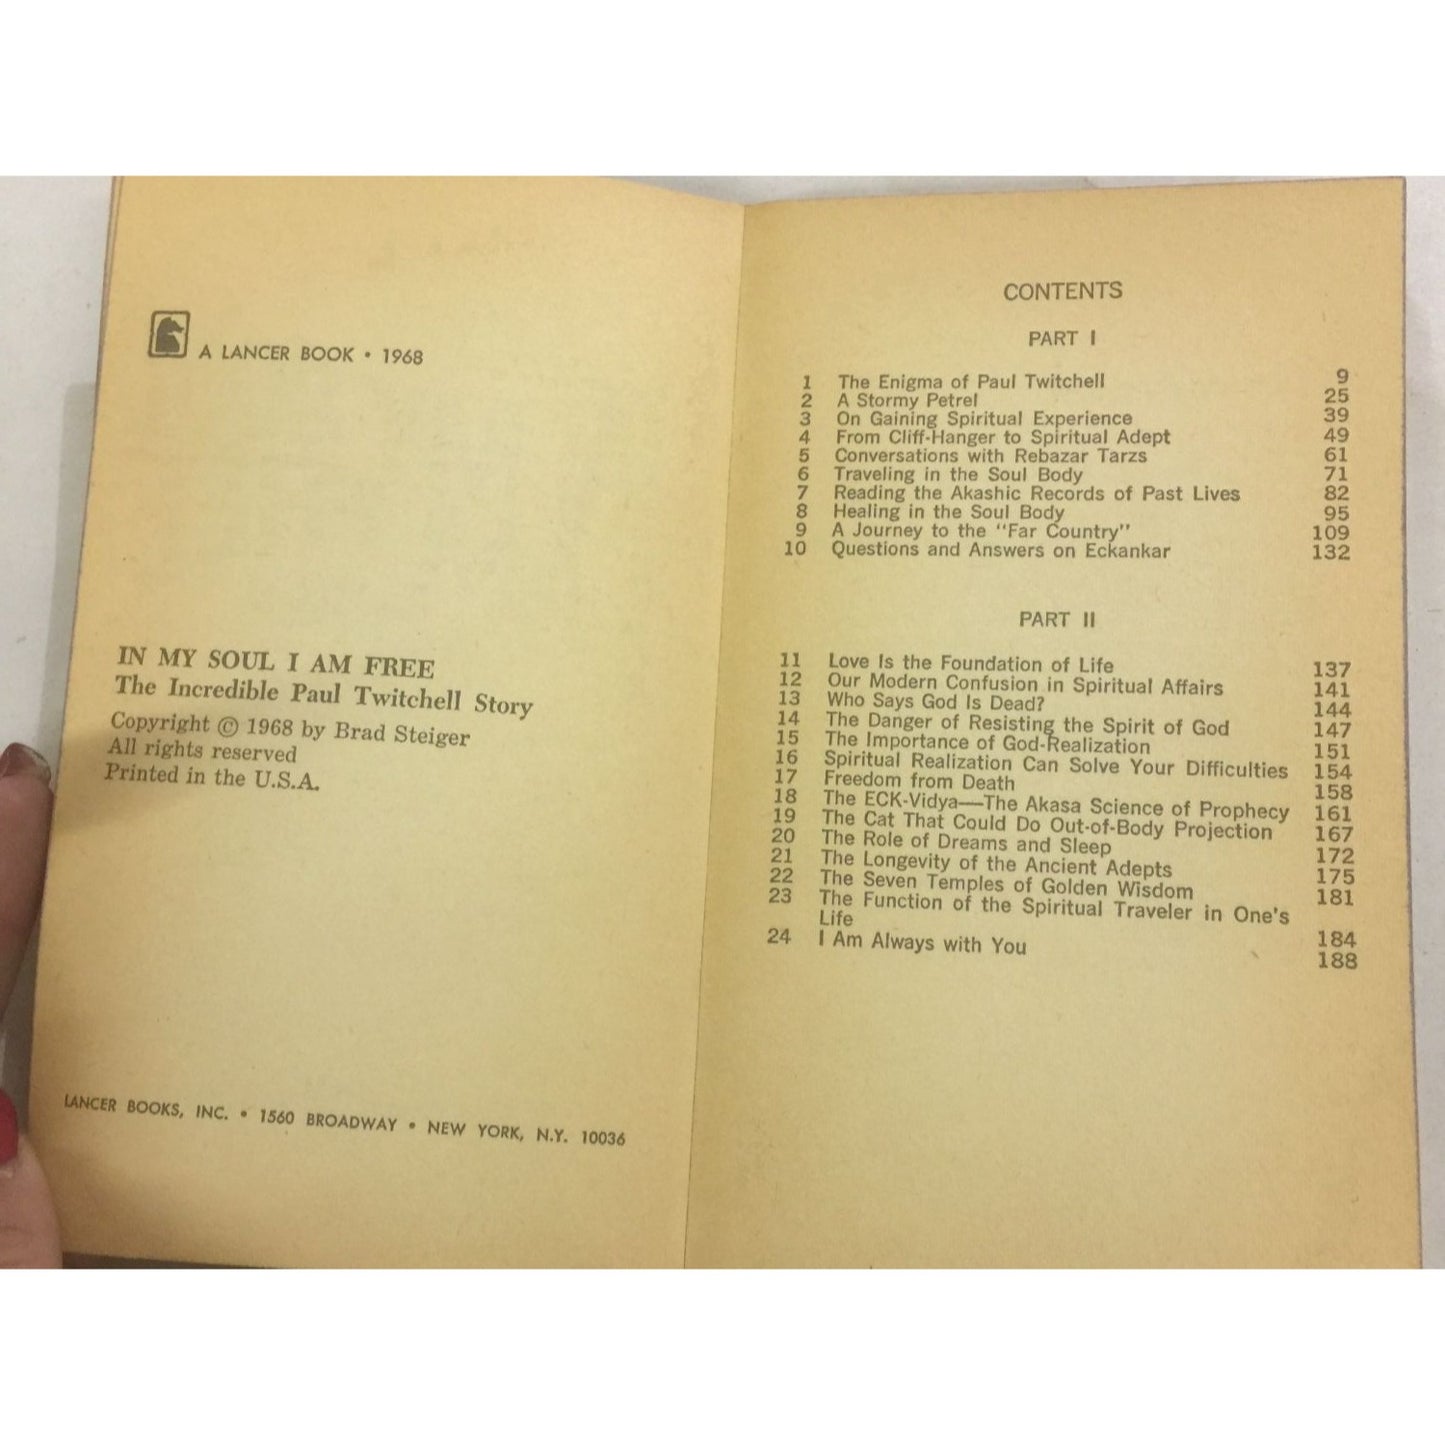 A LANCER BOOK • 1968
IN MY SOUL I AM FREE
The Incredible Paul Twitchell Story
Copyright © 1968 by Brad Steiger
All rights reserved
Printed in the U.S.A.
LANCER BOOKS, INC. • 1560 BROADWAY • NEW YORK, N.Y. 10036
CONTENTS
PART I
1 The Enigma of Paul Twitchell 9
2 A Stormy Petrel 25
3 On Gaining Spiritual Experience 39
4 From Cliff-Hanger to Spiritual Adept 49
5 Conversations with Rebazar Tarzs 61
6 Traveling in the Soul Body 71
7 Reading the Akashic Records of Past Lives 82
8 Healing in the Soul Body 95
9 A Journey to the "Far Country" 109
10 Questions and Answers on Eckankar 132
PART II
11 Love Is the Foundation of Life 137
12 Our Modern Confusion in Spiritual Affairs 141
13 Who Says God Is Dead? 144
14 The Danger of Resisting the Spirit of God 147
15 The Importance of God-Realization 151
16 Spiritual Realization Can Solve Your Difficulties 154
17 Freedom from Death 158
18 The ECK-Vidya—The Akasa Science of Prophecy 161
19 The Cat That Could Do Out-of-Body Projection 167
20 The Role of Dreams and Sleep 172
21 The Longevity of the Ancient Adepts 175
22 The Seven Temples of Golden Wisdom 181
23 The Function of the Spiritual Traveler in One's
Life 184
24 I Am Always with You 188